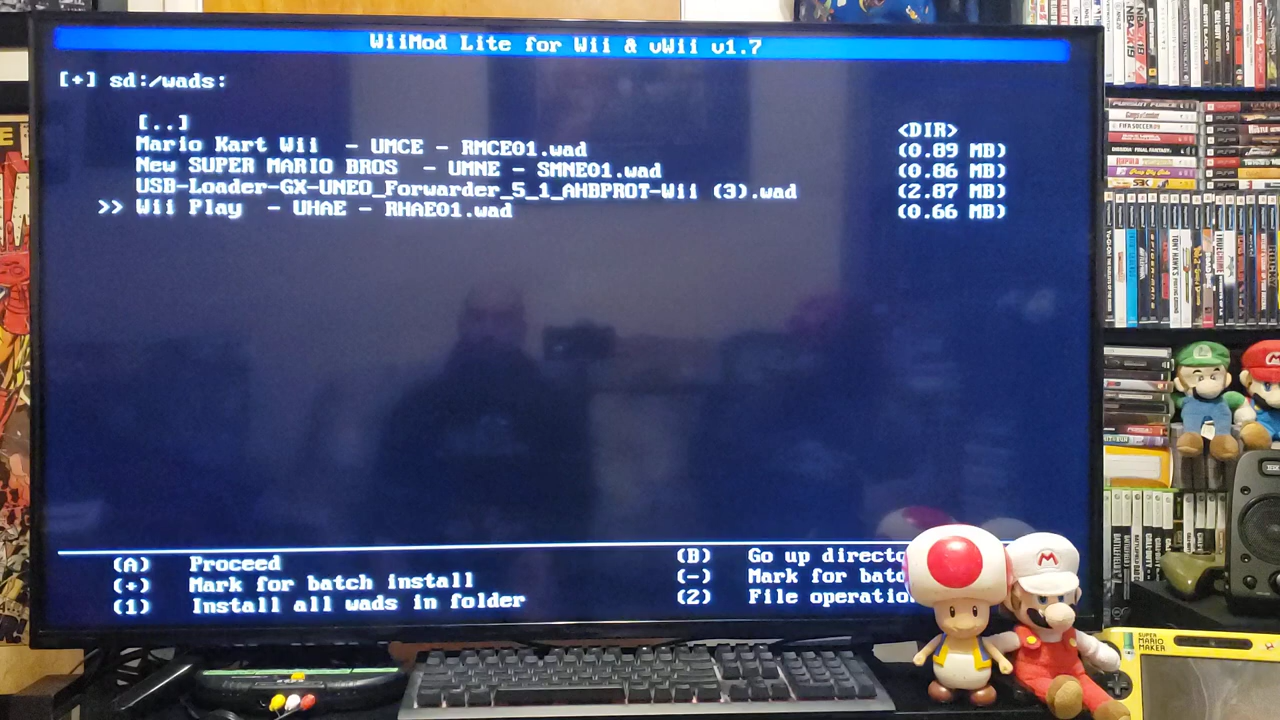 WiiMod Lite for Wii & vWii v1.7
[+] sd:/wads:
[..] <DIR>
Mario Kart Wii - UMCE - RMCE01.wad (0.89 MB)
New SUPER MARIO BROS - UMNE - SMNE01.wad (0.86 MB)
USB-Loader-GX-UNEO_Forwarder_5_1_AHBPROT-Wii (3).wad (2.87 MB)
>> Wii Play - UHAE - RHAE01.wad (0.66 MB)
(A) Proceed (B) Go up directo
(+) Mark for batch install (-) Mark for batc
(1) Install all wads in folder (2) File operatio
SUPER
MARIO
MAKER